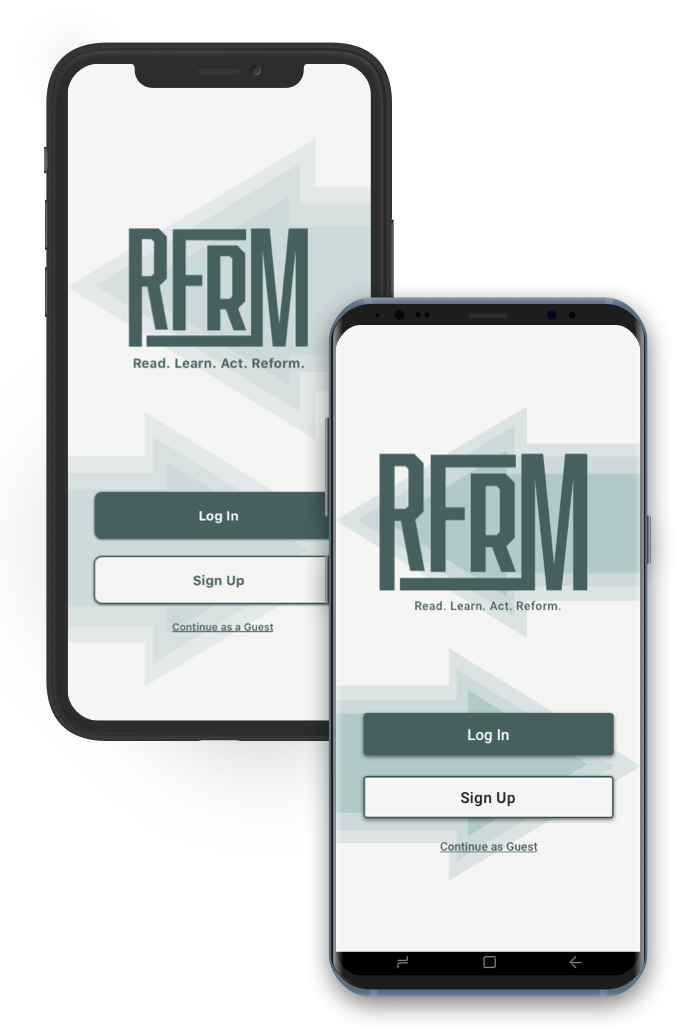 RFRM
Read. Learn. Act. Reform.
Log In
Sign Up
Continue as a Guest
RFRM
Read. Learn. Act. Reform.
Log In
Sign Up
Continue as Guest